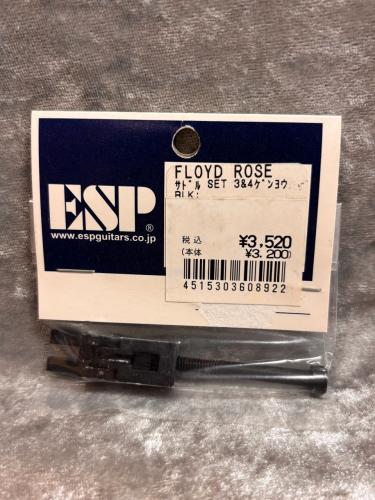 ESP®
www.espguitars.co.jp
FLOYD ROSE
ｻﾄﾞﾙ SET 3&4ｹﾞﾝﾖｳ
BLK:
税込 ¥3,520
(本体 ¥3,200)
4515303608922